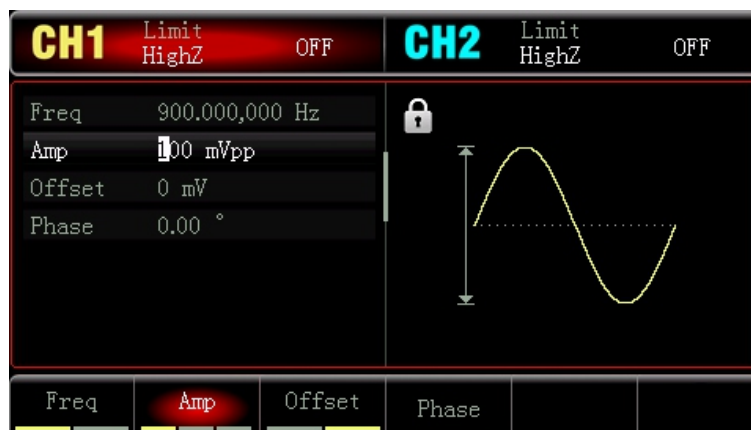 CH1 Limit HighZ OFF CH2 Limit HighZ OFF
Freq 900.000,000 Hz
Amp 100 mVpp
Offset 0 mV
Phase 0.00 °
Freq Amp Offset Phase